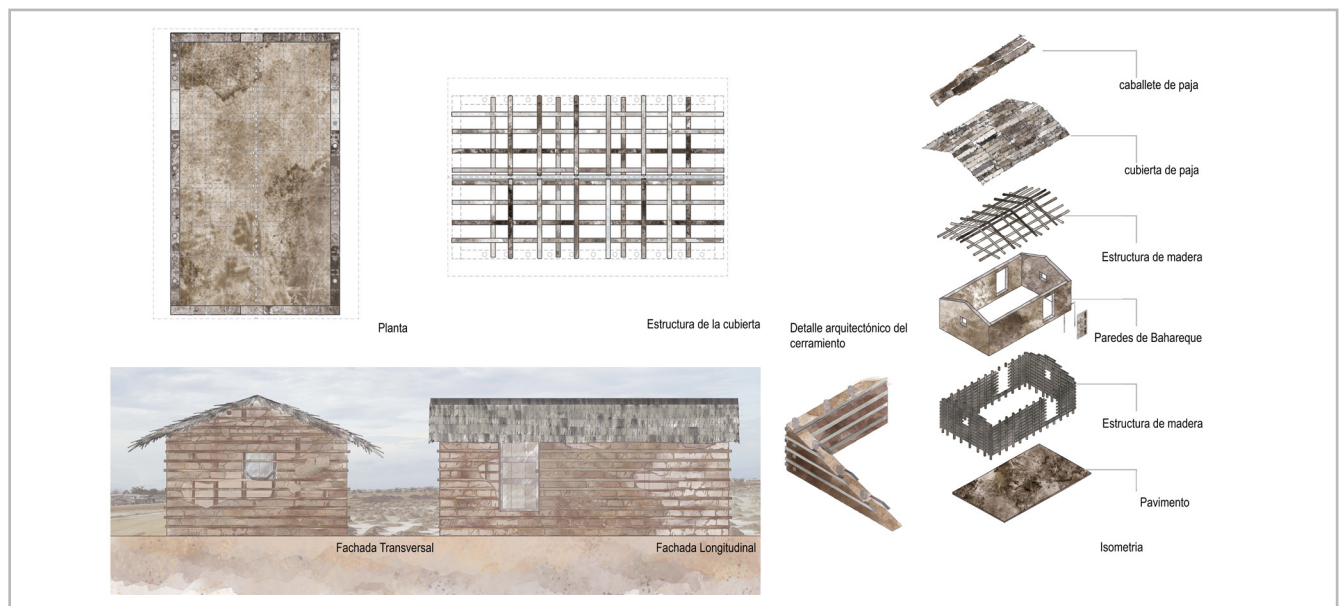 Planta
Estructura de la cubierta
Detalle arquitectónico del
cerramiento
Fachada Transversal
Fachada Longitudinal
caballete de paja
cubierta de paja
Estructura de madera
Paredes de Bahareque
Estructura de madera
Pavimento
Isometria